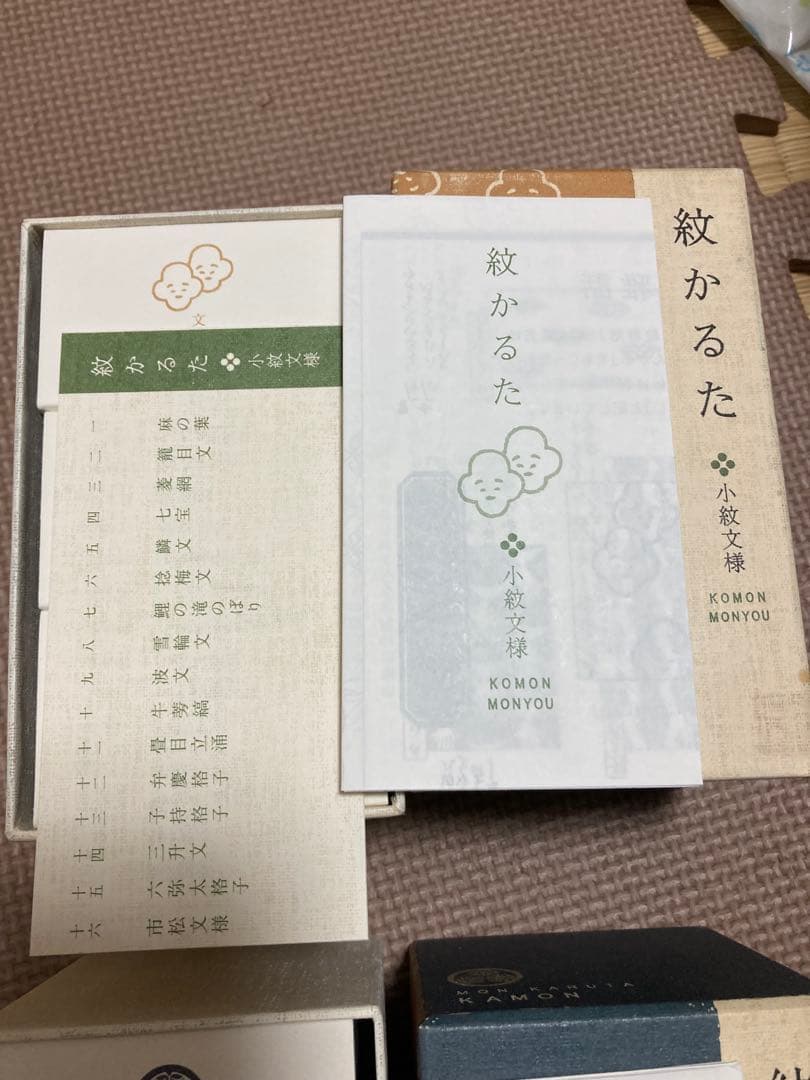 文
紋かるた 小紋文様
一 麻の葉
二 籠目文
三 菱網
四 七宝
五 鱗文
六 捻梅文
七 鯉の滝のぼり
八 雪輪文
九 波文
十 牛蒡縞
十一 畳目立涌
十二 弁慶格子
十三 子持格子
十四 三升文
十五 六弥太格子
十六 市松文様
紋かるた
小紋文様
KOMON
MONYOU
紋かるた
小紋文様
KOMON
MONYOU